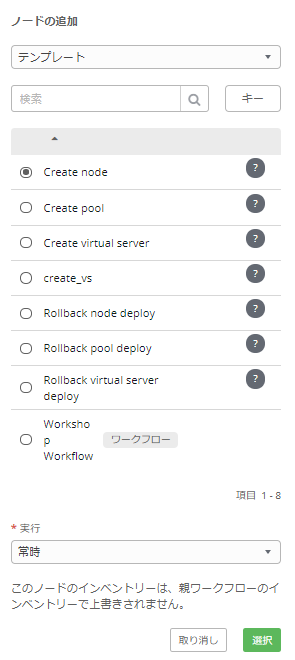 ノードの追加
テンプレート
検索
キー
Create node ?
Create pool ?
Create virtual server ?
create_vs ?
Rollback node deploy ?
Rollback pool deploy ?
Rollback virtual server ?
deploy
Worksho
p ワークフロー
Workflow
項目 1 - 8
* 実行
常時
このノードのインベントリーは、親ワークフローのイ
ンベントリーで上書きされません。
取り消し 選択